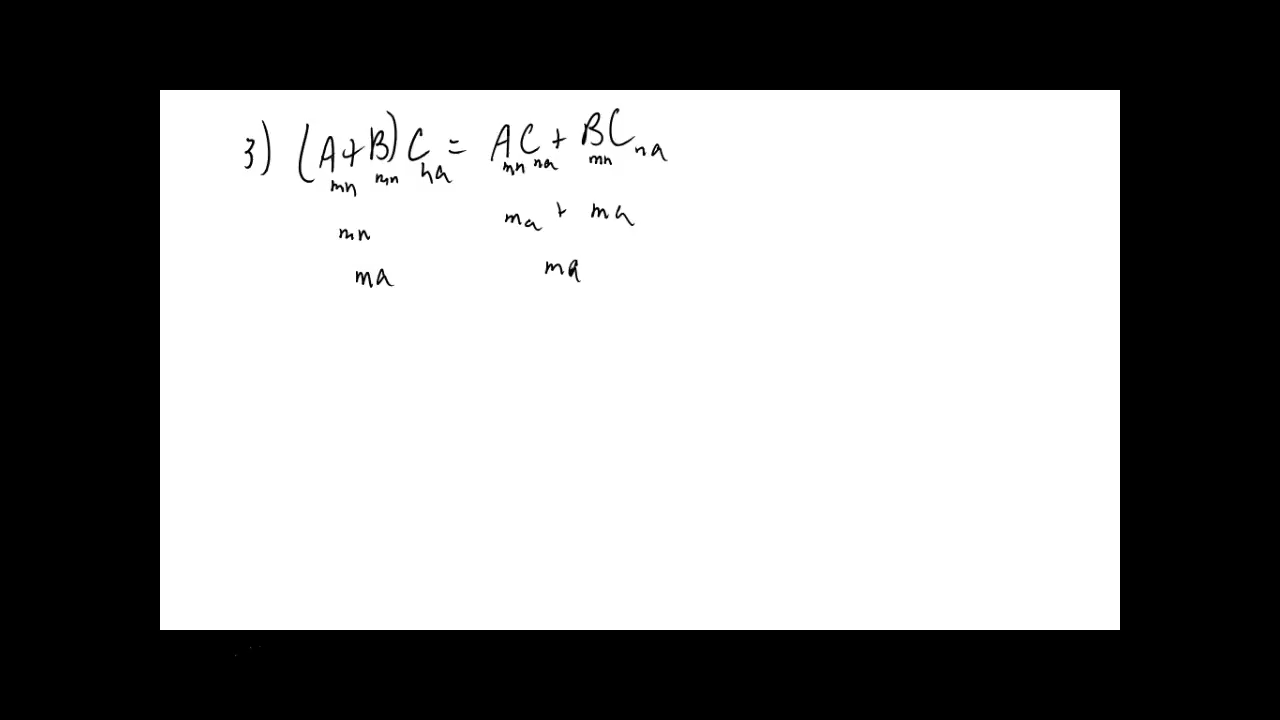 3) (A+B)C = AC + BC
mn mn na mn na mn na
mn ma + ma
ma ma